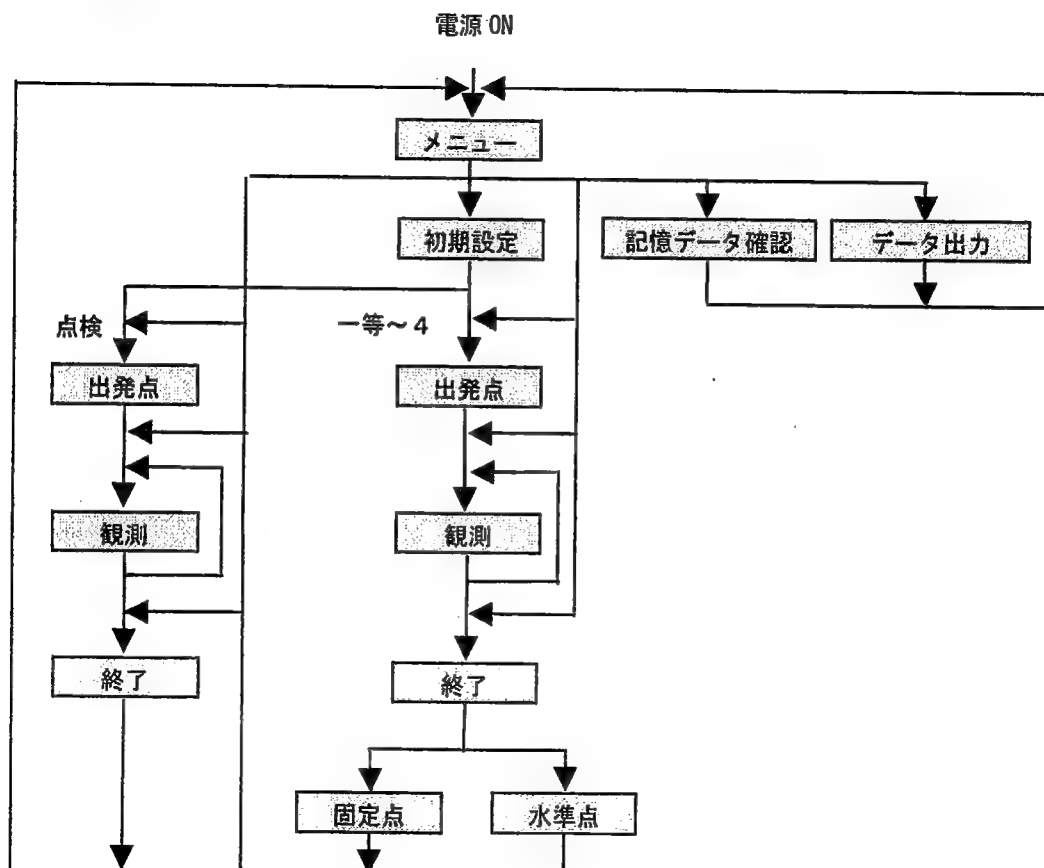 電源 ON
メニュー
初期設定
記憶データ確認
データ出力
点検
一等~4
出発点
出発点
観測
観測
終了
終了
固定点
水準点